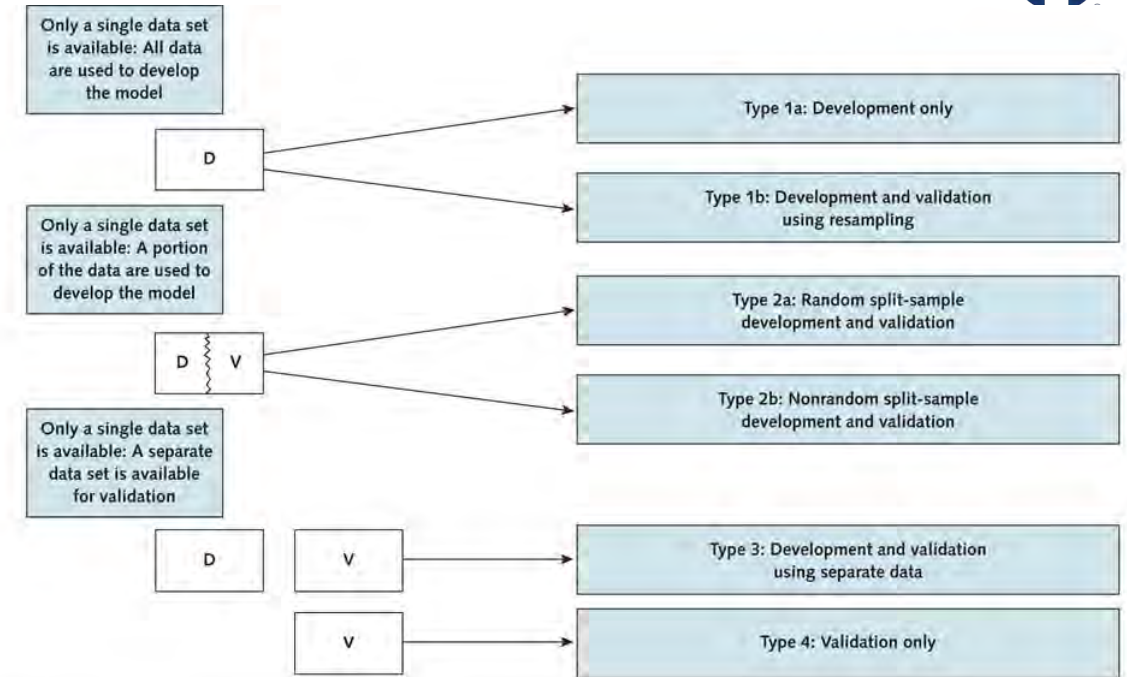 Only a single data set
is available: All data
are used to develop
the model
D
Type 1a: Development only
Type 1b: Development and validation
using resampling
Only a single data set
is available: A portion
of the data are used to
develop the model
D V
Type 2a: Random split-sample
development and validation
Type 2b: Nonrandom split-sample
development and validation
Only a single data set
is available: A separate
data set is available
for validation
D
V
Type 3: Development and validation
using separate data
V
Type 4: Validation only